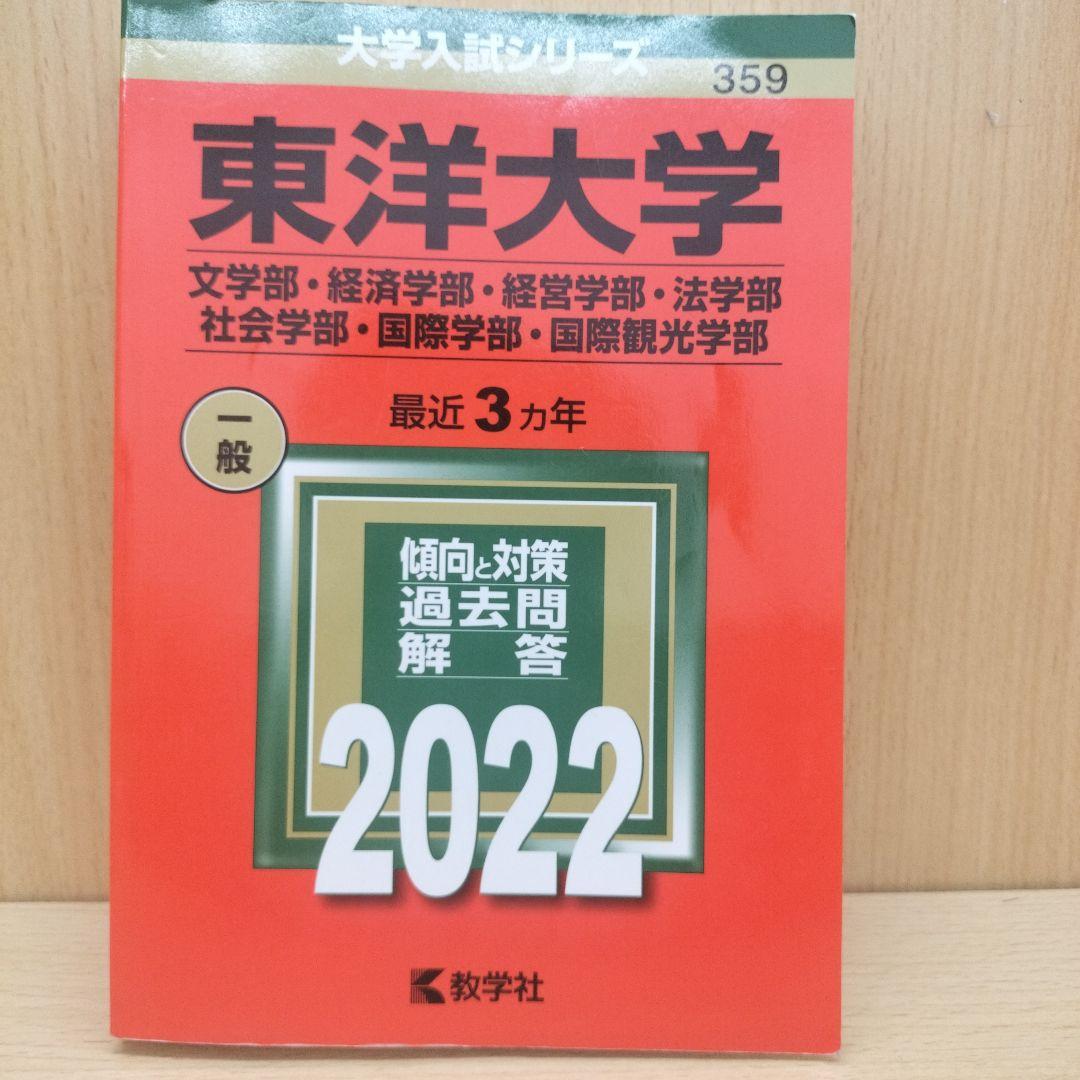 大学入試シリーズ
359
東洋大学
文学部・経済学部・経営学部・法学部
社会学部・国際学部・国際観光学部
最近3カ年
一般
傾向と対策
過去問
解答
2022
教学社